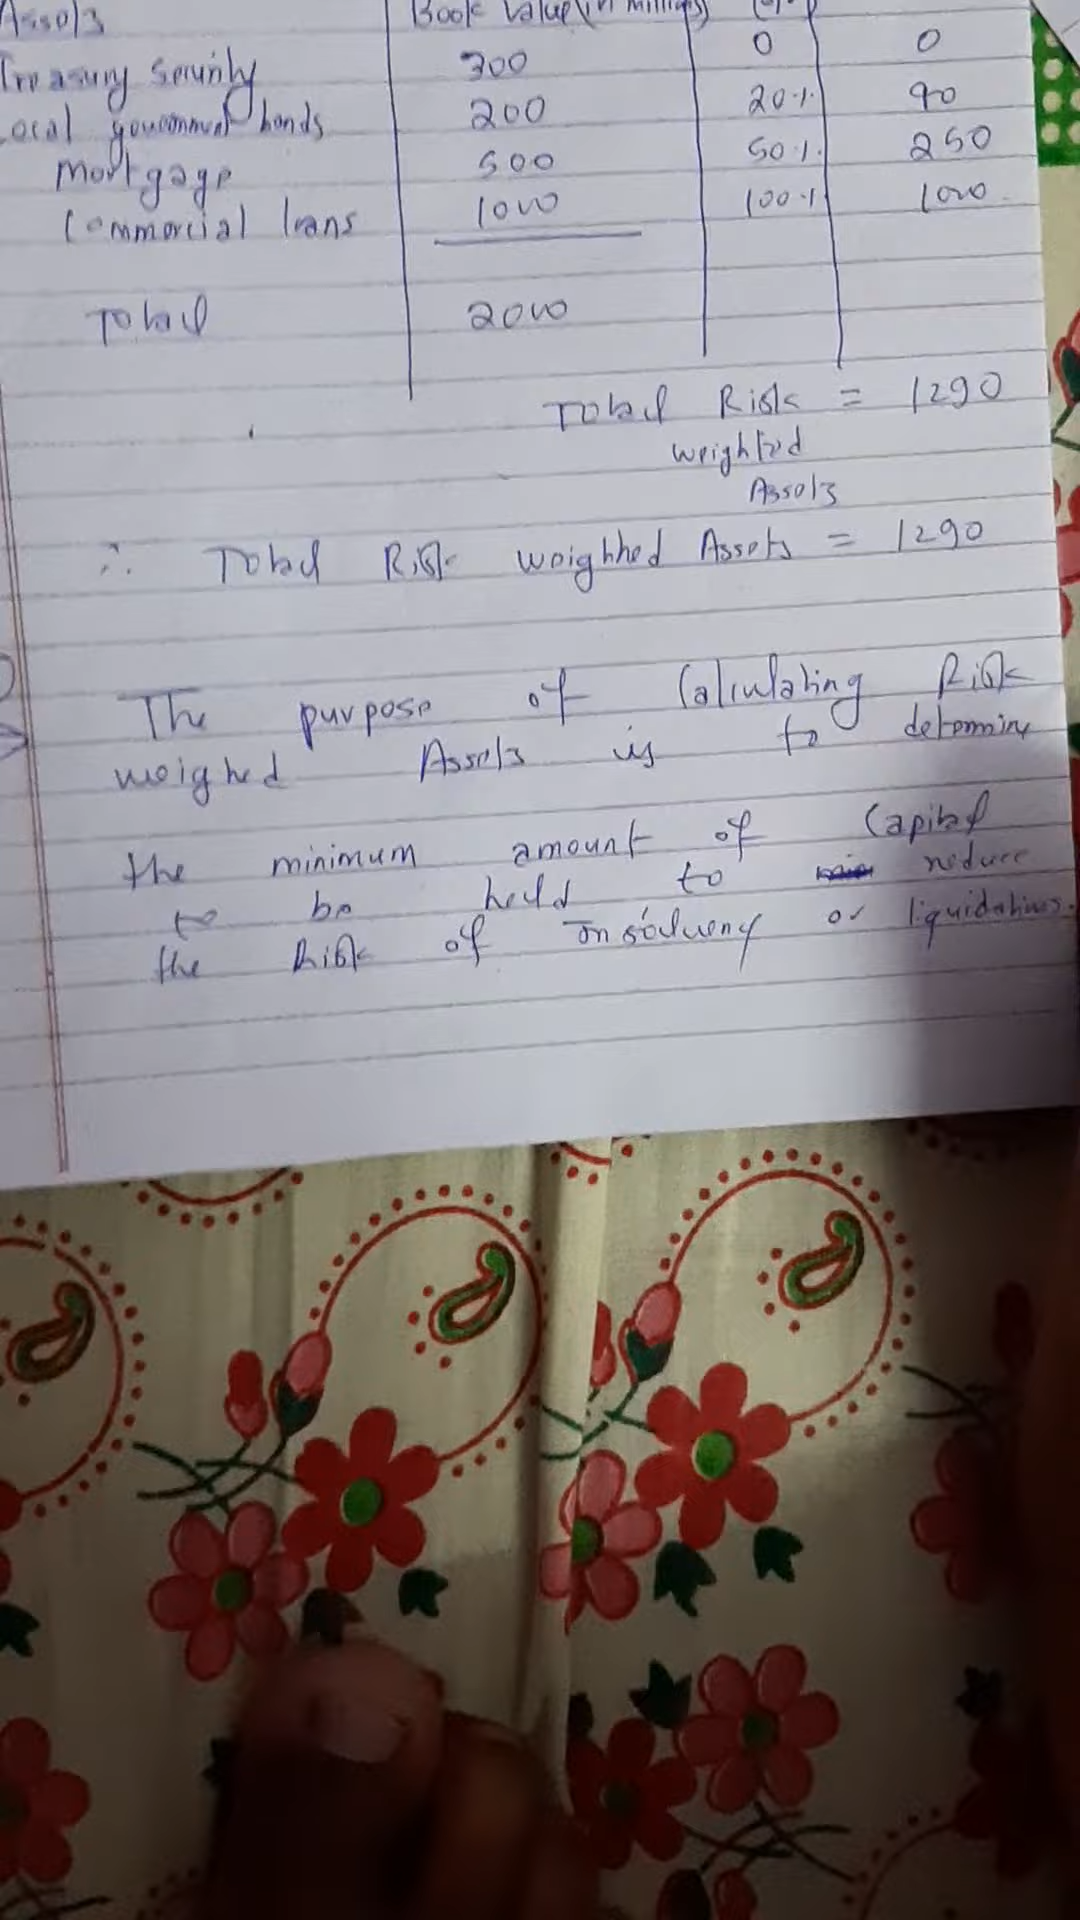 Assets Book value (in millions)
Treasury Security 300 0 0
Local government bonds 200 20% 40
Mortgage 500 50% 250
Commercial loans 1000 100% 1000
Total 2000
Total Risk = 1290
weighted
Assets
∴ Total Risk weighted Assets = 1290
The purpose of Calculating Risk
weighed Assets is to determine
the minimum amount of Capital
to be held to reduce
the Risk of Insolvency or liquidations.